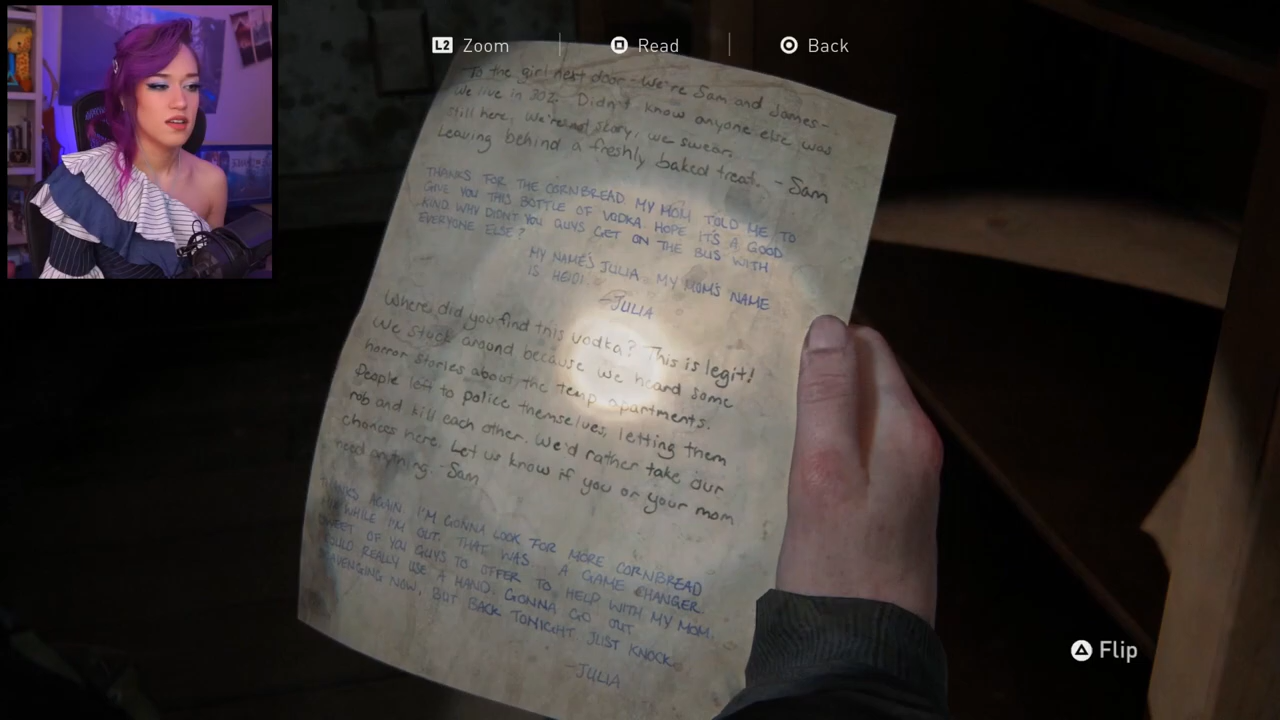 L2 Zoom
Read
Back
To the girl next door - We're Sam and James -
We live in 302. Didn't know anyone else was
still here. We're not scary, we swear.
Leaving behind a freshly baked treat. - Sam
THANKS FOR THE CORNBREAD. MY MOM TOLD ME TO
GIVE YOU THIS BOTTLE OF VODKA. HOPE IT'S A GOOD
KIND. WHY DIDN'T YOU GUYS GET ON THE BUS WITH
EVERYONE ELSE?
MY NAME'S JULIA. MY MOM'S NAME
IS HEIDI.
-JULIA
Where did you find this vodka? This is legit!
We stuck around because we heard some
horror stories about the temp apartments.
People left to police themselves, letting them
rob and kill each other. We'd rather take our
chances here. Let us know if you or your mom
need anything. -Sam
THANKS AGAIN. I'M GONNA LOOK FOR MORE CORNBREAD
WHILE I'M OUT. THAT WAS A GAME CHANGER.
SWEET OF YOU GUYS TO OFFER TO HELP WITH MY MOM.
COULD REALLY USE A HAND. GONNA GO OUT
SCAVENGING NOW, BUT BACK TONIGHT. JUST KNOCK.
-JULIA
Flip